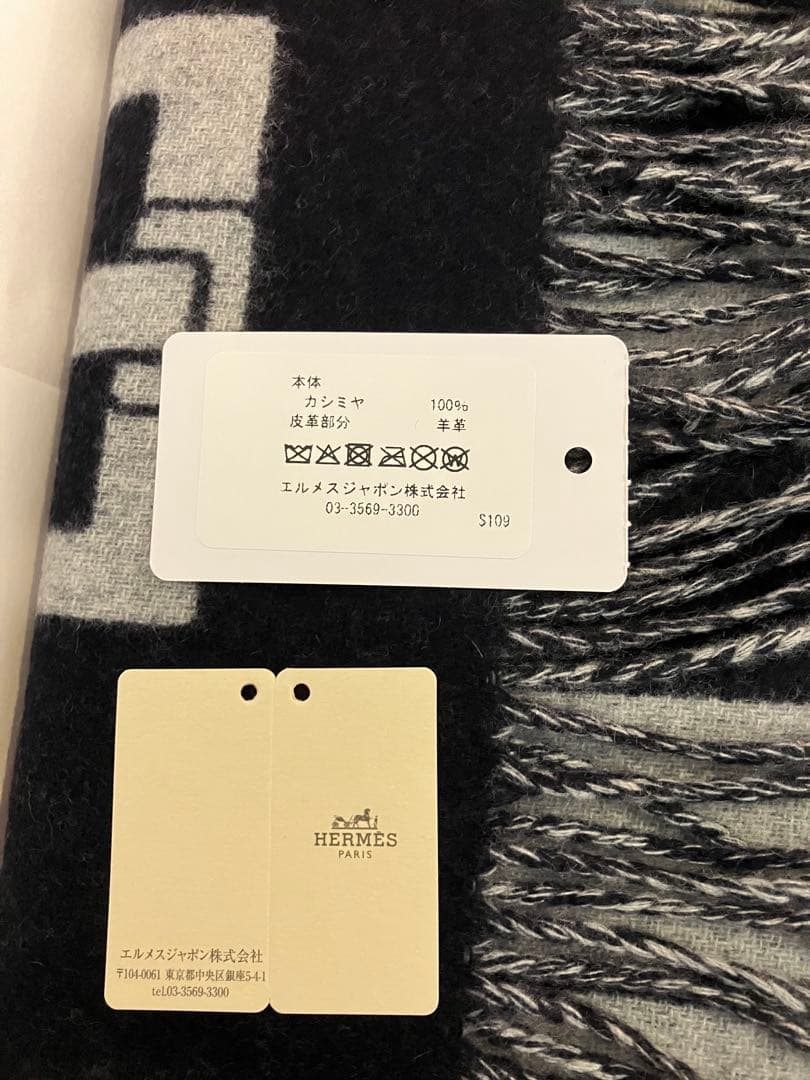 本体
カシミヤ 100%
皮革部分 羊革
エルメスジャポン株式会社
03-3569-3300
S109
HERMÈS
PARIS
エルメスジャポン株式会社
〒104-0061 東京都中央区銀座5-4-1
tel.03-3569-3300